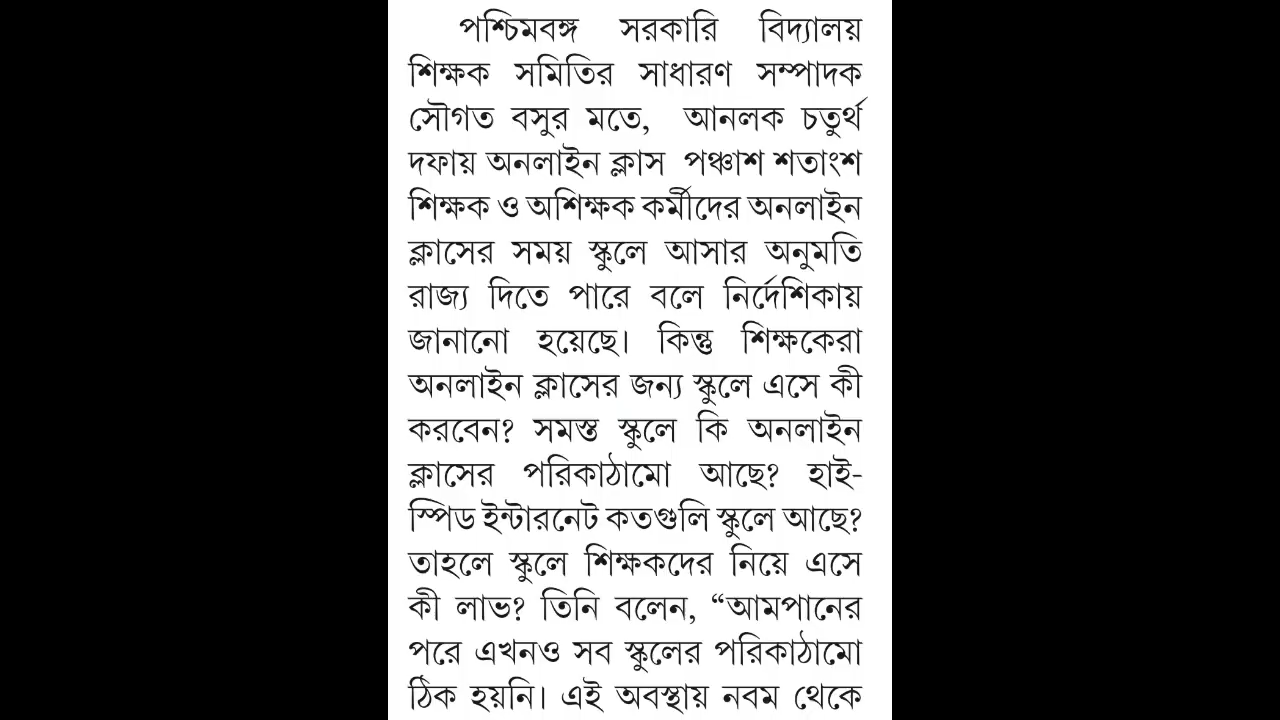 পশ্চিমবঙ্গ সরকারি বিদ্যালয়
শিক্ষক সমিতির সাধারণ সম্পাদক
সৌগত বসুর মতে, আনলক চতুর্থ
দফায় অনলাইন ক্লাস পঞ্চাশ শতাংশ
শিক্ষক ও অশিক্ষক কর্মীদের অনলাইন
ক্লাসের সময় স্কুলে আসার অনুমতি
রাজ্য দিতে পারে বলে নির্দেশিকায়
জানানো হয়েছে। কিন্তু শিক্ষকেরা
অনলাইন ক্লাসের জন্য স্কুলে এসে কী
করবেন? সমস্ত স্কুলে কি অনলাইন
ক্লাসের পরিকাঠামো আছে? হাই-
স্পিড ইন্টারনেট কতগুলি স্কুলে আছে?
তাহলে স্কুলে শিক্ষকদের নিয়ে এসে
কী লাভ? তিনি বলেন, “আমপানের
পরে এখনও সব স্কুলের পরিকাঠামো
ঠিক হয়নি। এই অবস্থায় নবম থেকে